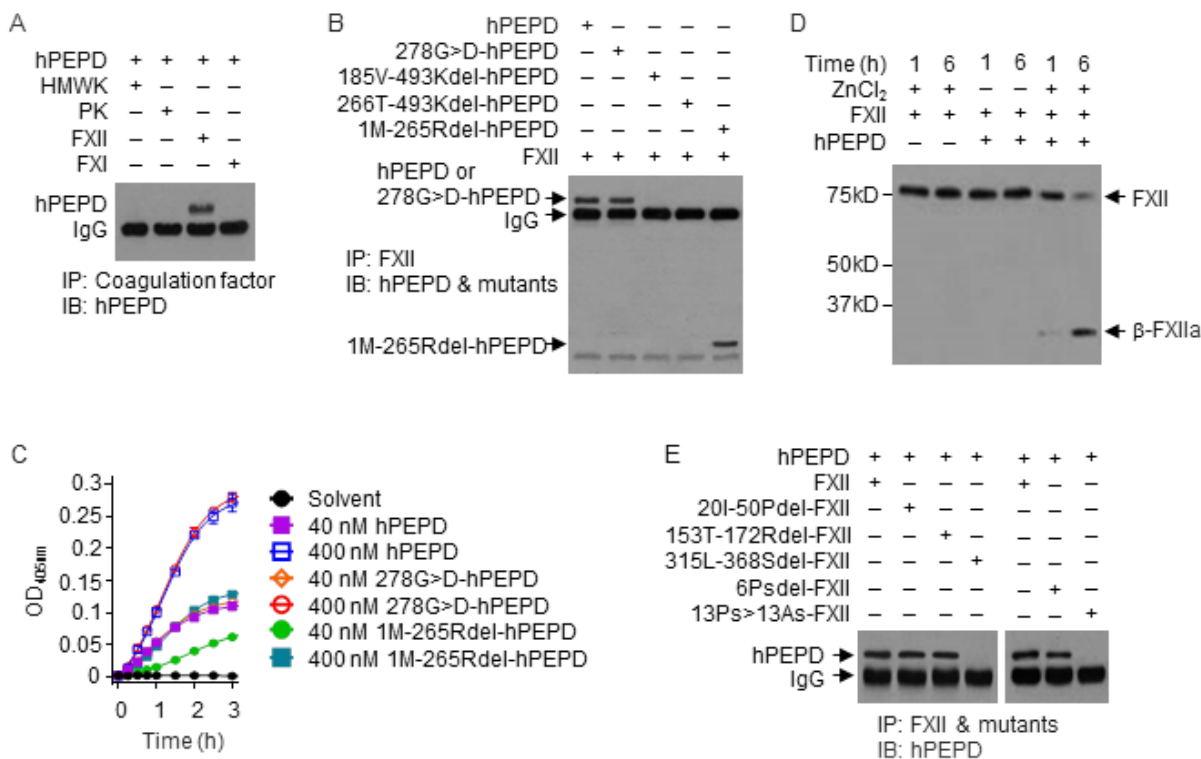 A
hPEPD + + + +
HMWK + – – –
PK – + – –
FXII – – + –
FXI – – – +
hPEPD
IgG
IP: Coagulation factor
IB: hPEPD
B
hPEPD + – – – –
278G>D-hPEPD – + – – –
185V-493Kdel-hPEPD – – + – –
266T-493Kdel-hPEPD – – – + –
1M-265Rdel-hPEPD – – – – +
FXII + + + + +
hPEPD or
278G>D-hPEPD
IgG
IP: FXII
IB: hPEPD & mutants
1M-265Rdel-hPEPD
D
Time (h) 1 6 1 6 1 6
ZnCl2 + + – – + +
FXII + + + + + +
hPEPD – – + + + +
75kD
FXII
50kD
37kD
β-FXIIa
C
0.3
0.25
0.2
0.15
0.1
0.05
0
OD405nm
0 1 2 3
Time (h)
Solvent
40 nM hPEPD
400 nM hPEPD
40 nM 278G>D-hPEPD
400 nM 278G>D-hPEPD
40 nM 1M-265Rdel-hPEPD
400 nM 1M-265Rdel-hPEPD
E
hPEPD + + + + + + +
FXII + – – – + – –
20I-50Pdel-FXII – + – – – – –
153T-172Rdel-FXII – – + – – – –
315L-368Sdel-FXII – – – + – – –
6Psdel-FXII – – – – – + –
13Ps>13As-FXII – – – – – – +
hPEPD
IgG
IP: FXII & mutants
IB: hPEPD